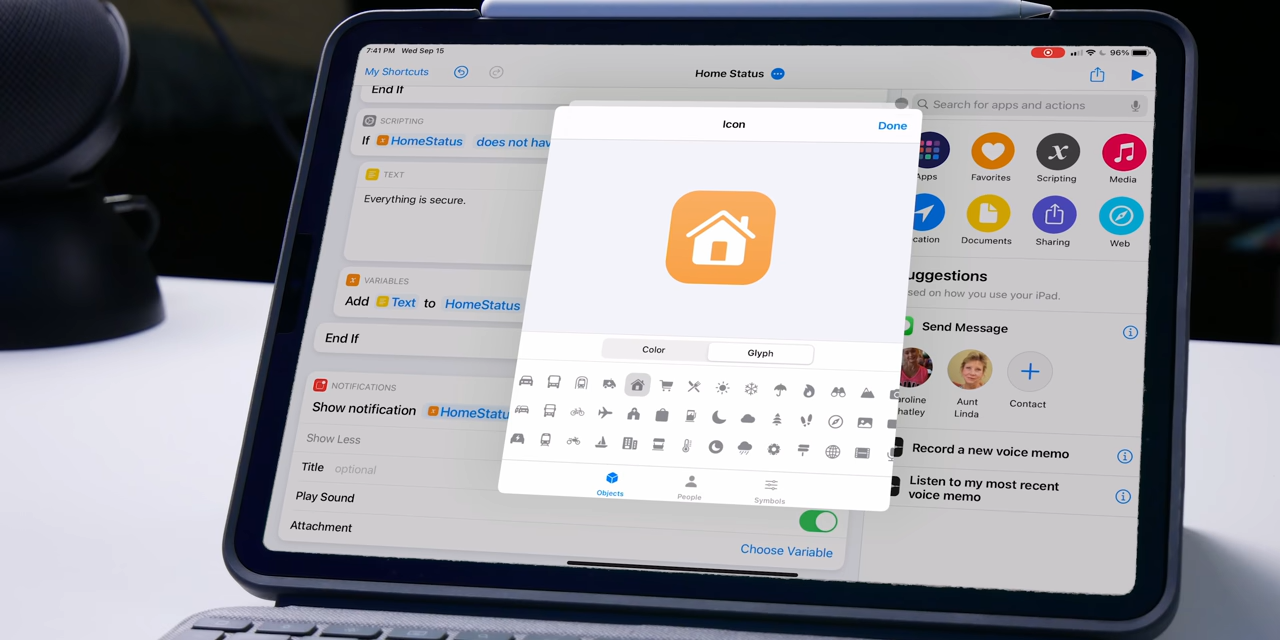 7:41 PM Wed Sep 15
96%
My Shortcuts
Home Status
End If
SCRIPTING
If HomeStatus does not hav
TEXT
Everything is secure.
VARIABLES
Add Text to HomeStatus
End If
NOTIFICATIONS
Show notification HomeStatu
Show Less
Title optional
Play Sound
Attachment
Choose Variable
Icon
Done
Color
Glyph
Objects
People
Symbols
Search for apps and actions
Apps
Favorites
Scripting
Media
cation
Documents
Sharing
Web
uggestions
sed on how you use your iPad.
Send Message
aroline
hatley
Aunt
Linda
Contact
Record a new voice memo
Listen to my most recent
voice memo